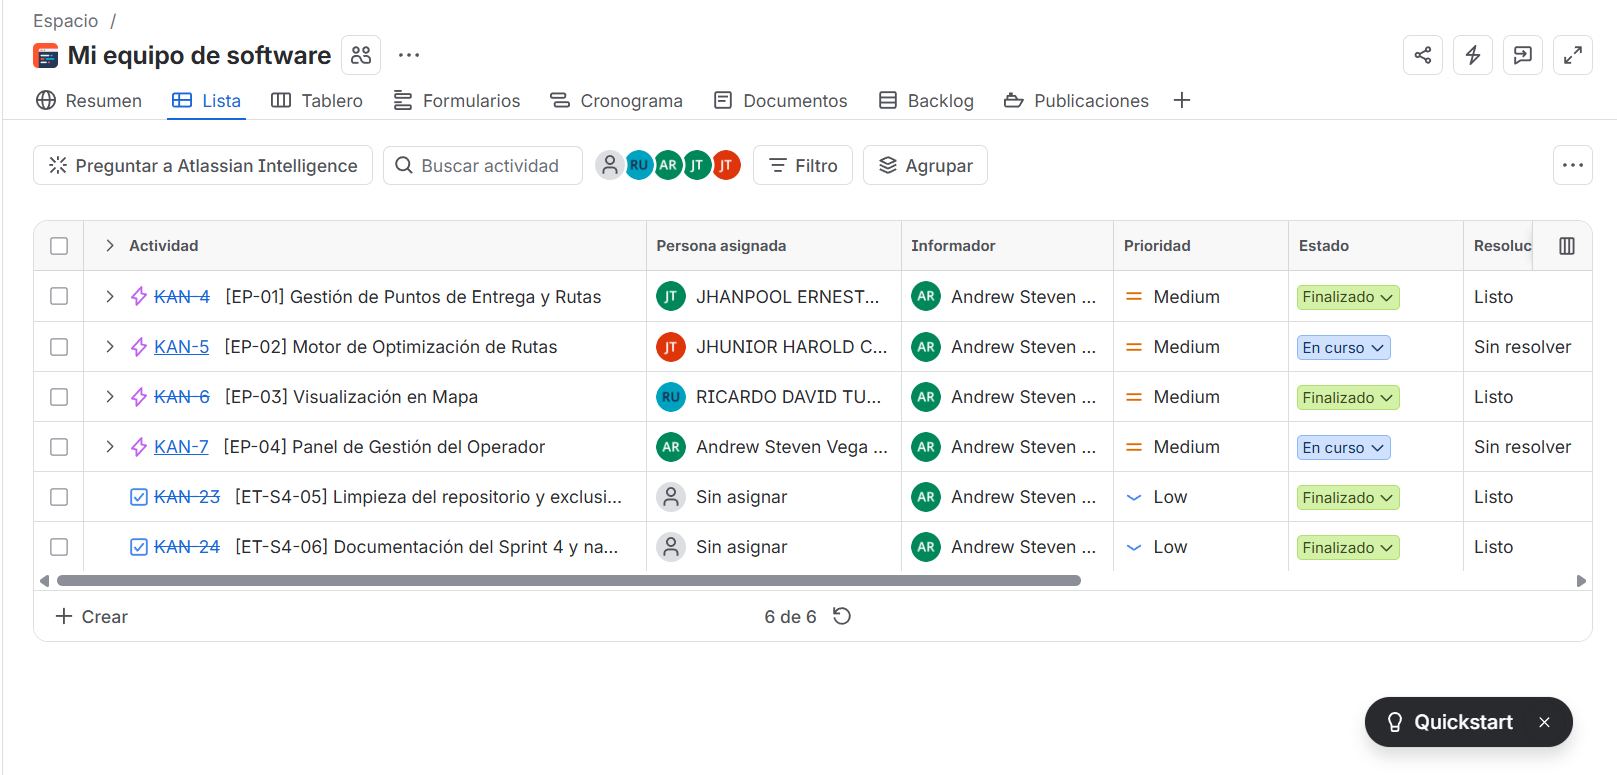 Espacio /
Mi equipo de software
Resumen Lista Tablero Formularios Cronograma Documentos Backlog Publicaciones
Preguntar a Atlassian Intelligence Buscar actividad RU AR JT JT Filtro Agrupar
Actividad Persona asignada Informador Prioridad Estado Resoluc
KAN-4 [EP-01] Gestión de Puntos de Entrega y Rutas JT JHANPOOL ERNEST... AR Andrew Steven ... Medium Finalizado Listo
KAN-5 [EP-02] Motor de Optimización de Rutas JT JHUNIOR HAROLD C... AR Andrew Steven ... Medium En curso Sin resolver
KAN-6 [EP-03] Visualización en Mapa RU RICARDO DAVID TU... AR Andrew Steven ... Medium Finalizado Listo
KAN-7 [EP-04] Panel de Gestión del Operador AR Andrew Steven Vega ... AR Andrew Steven ... Medium En curso Sin resolver
KAN-23 [ET-S4-05] Limpieza del repositorio y exclusi... Sin asignar AR Andrew Steven ... Low Finalizado Listo
KAN-24 [ET-S4-06] Documentación del Sprint 4 y na... Sin asignar AR Andrew Steven ... Low Finalizado Listo
Crear 6 de 6
Quickstart